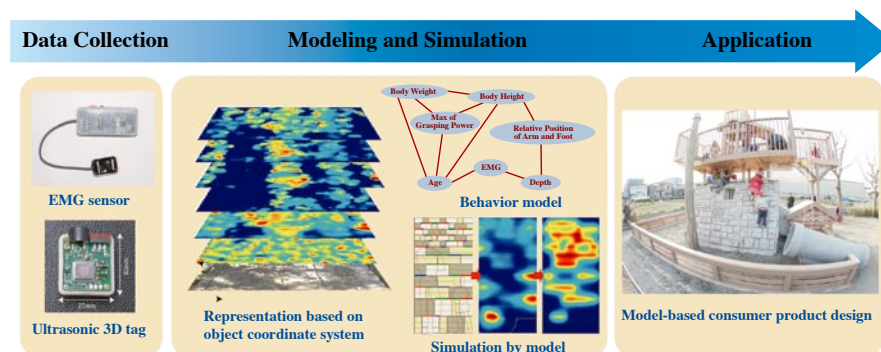 Data Collection
Modeling and Simulation
Application
EMG sensor
27mm
Ultrasonic 3D tag
Representation based on
object coordinate system
Body Weight
Body Height
Max of
Grasping Power
Relative Position
of Arm and Foot
EMG
Age
Depth
Behavior model
Simulation by model
Model-based consumer product design